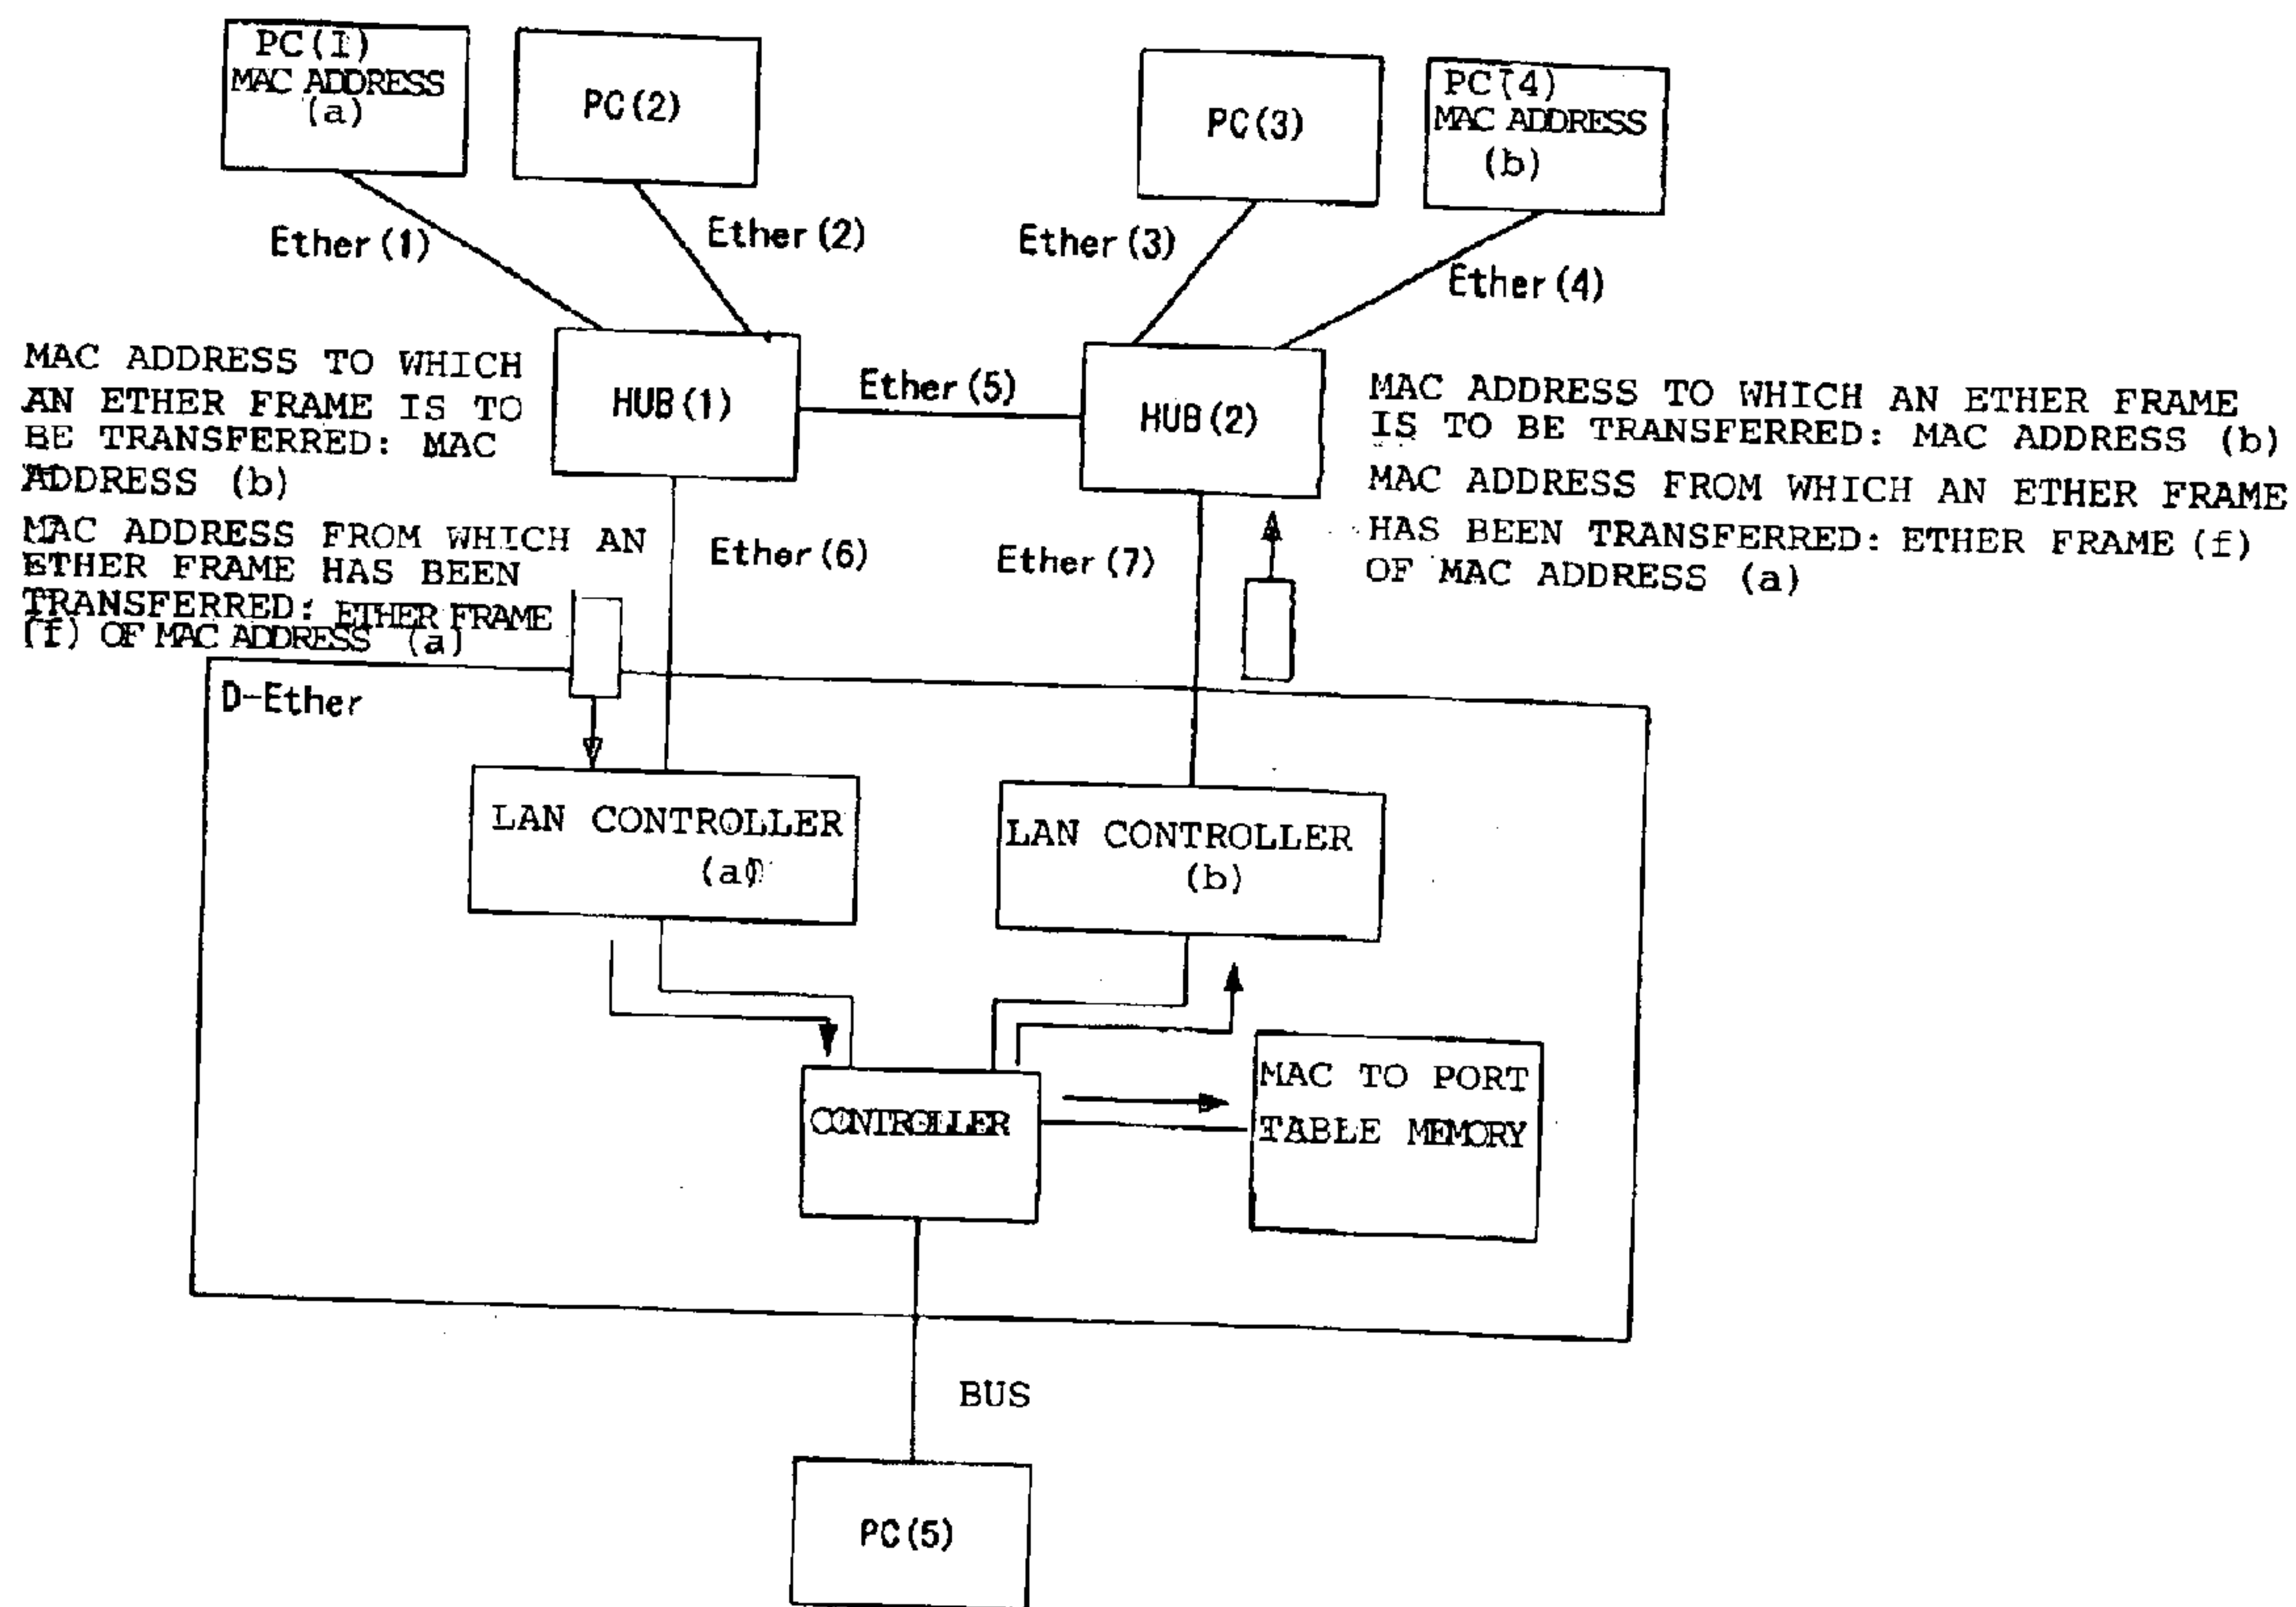 PC(1)
MAC ADDRESS
(a)
PC(2)
PC(3)
PC(4)
MAC ADDRESS
(b)
Ether(1)
Ether(2)
Ether(3)
Ether(4)
MAC ADDRESS TO WHICH
AN ETHER FRAME IS TO
BE TRANSFERRED: MAC
ADDRESS (b)
MAC ADDRESS FROM WHICH AN
ETHER FRAME HAS BEEN
TRANSFERRED: ETHER FRAME
(f) OF MAC ADDRESS (a)
HUB(1)
Ether(5)
HUB(2)
MAC ADDRESS TO WHICH AN ETHER FRAME
IS TO BE TRANSFERRED: MAC ADDRESS (b)
MAC ADDRESS FROM WHICH AN ETHER FRAME
HAS BEEN TRANSFERRED: ETHER FRAME (f)
OF MAC ADDRESS (a)
Ether(6)
Ether(7)
D-Ether
LAN CONTROLLER
(a)
LAN CONTROLLER
(b)
CONTROLLER
MAC TO PORT
TABLE MEMORY
BUS
PC(5)